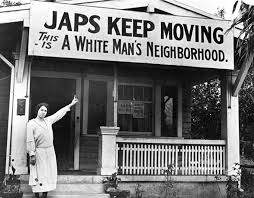 JAPS KEEP MOVING
THIS IS A WHITE MAN'S NEIGHBORHOOD.